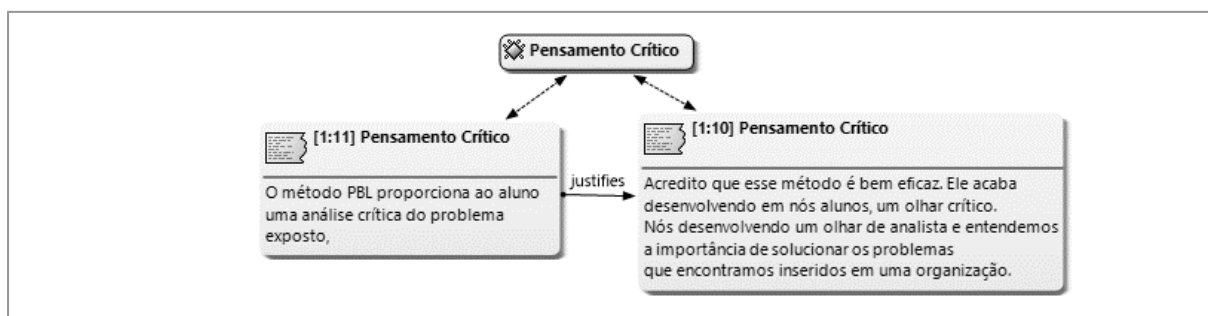 Pensamento Crítico
[1:11] Pensamento Crítico
O método PBL proporciona ao aluno
uma análise crítica do problema
exposto,
justifies
[1:10] Pensamento Crítico
Acredito que esse método é bem eficaz. Ele acaba
desenvolvendo em nós alunos, um olhar crítico.
Nós desenvolvendo um olhar de analista e entendemos
a importância de solucionar os problemas
que encontramos inseridos em uma organização.